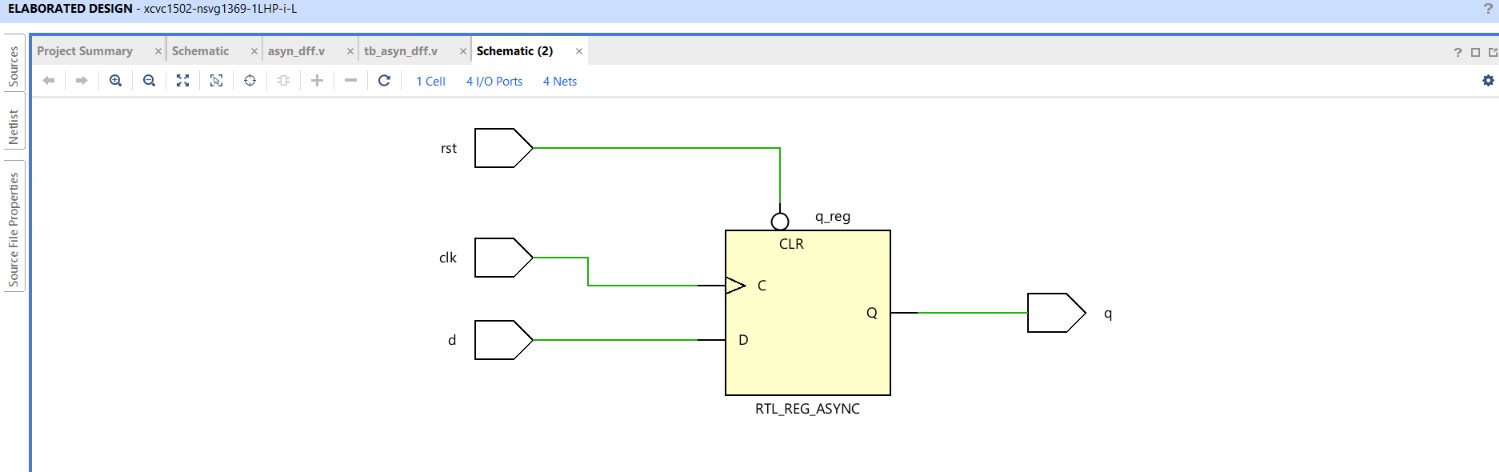 ELABORATED DESIGN - xcvc1502-nsvg1369-1LHP-i-L
?
Sources
Netlist
Source File Properties
Project Summary × Schematic × asyn_dff.v × tb_asyn_dff.v × Schematic (2) ×
?
1 Cell 4 I/O Ports 4 Nets
rst
q_reg
CLR
clk
C
Q
q
d
D
RTL_REG_ASYNC